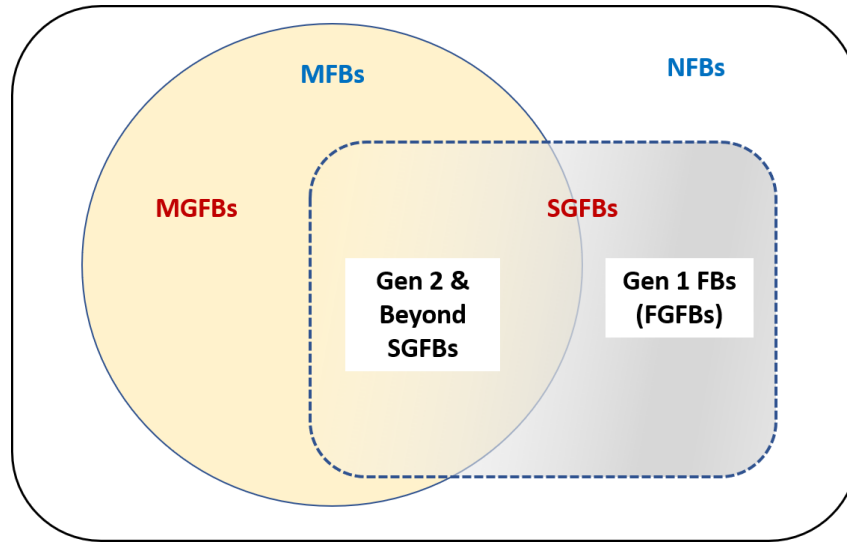 MFBs
NFBs
MGFBs
SGFBs
Gen 2 &
Beyond
SGFBs
Gen 1 FBs
(FGFBs)